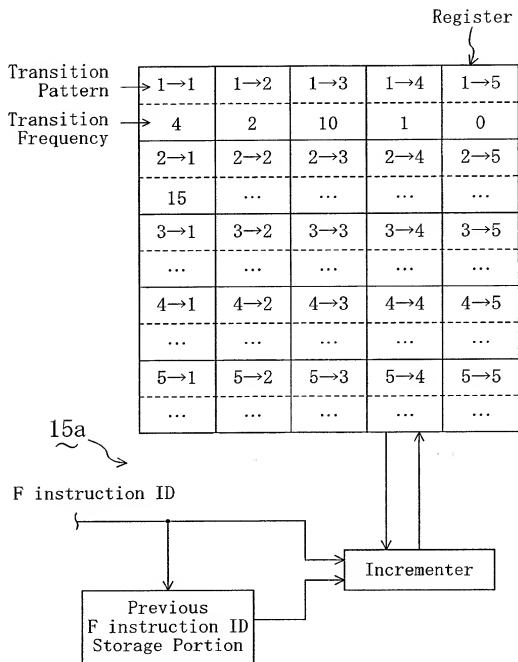 Register
Transition Pattern
1→1 1→2 1→3 1→4 1→5
Transition Frequency
4 2 10 1 0
2→1 2→2 2→3 2→4 2→5
15 ... ... ... ...
3→1 3→2 3→3 3→4 3→5
... ... ... ... ...
4→1 4→2 4→3 4→4 4→5
... ... ... ... ...
5→1 5→2 5→3 5→4 5→5
... ... ... ... ...
15a
F instruction ID
Incrementer
Previous
F instruction ID
Storage Portion